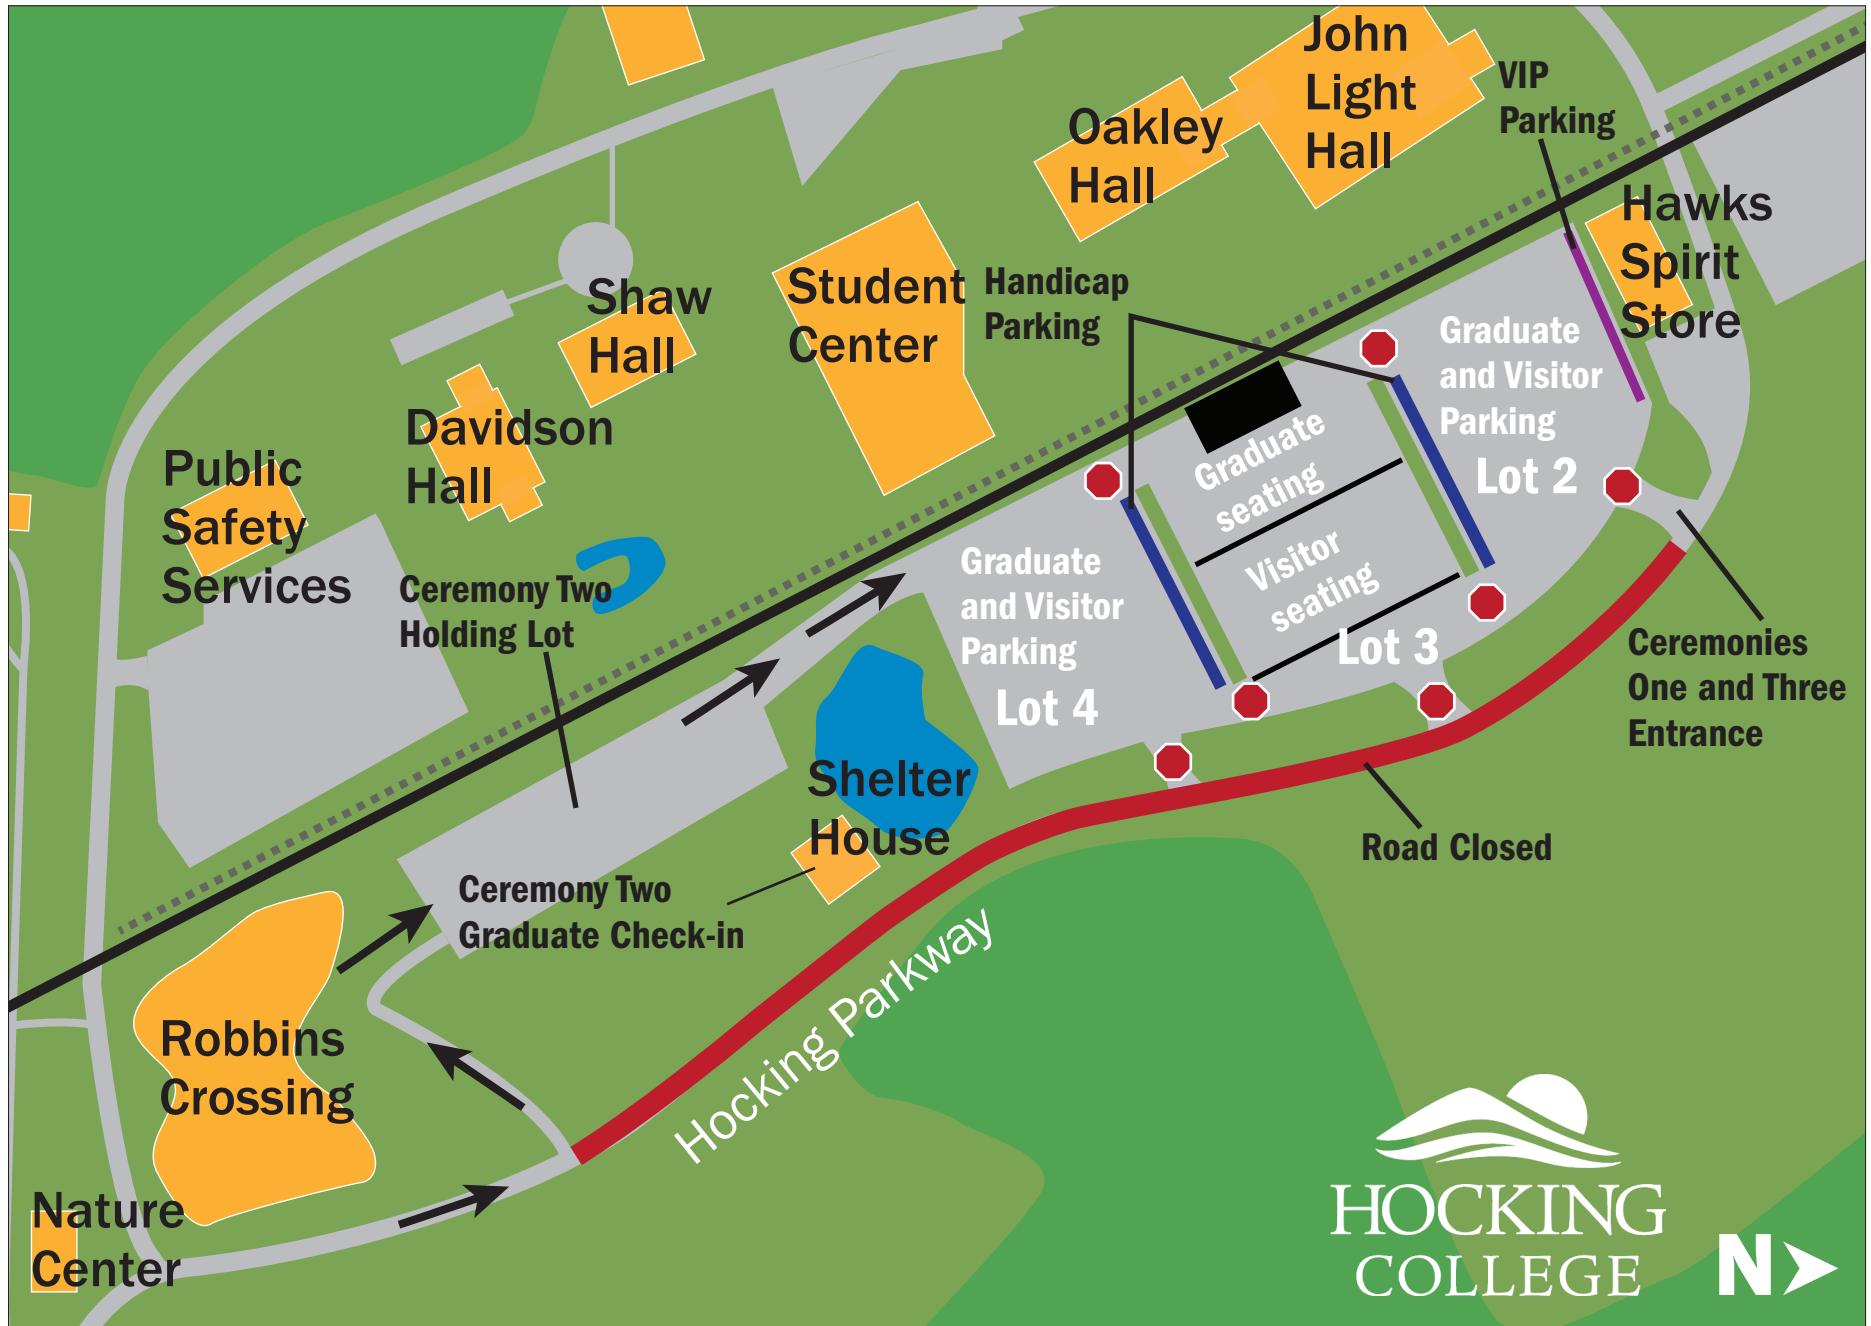 John
Light
Hall
VIP
Parking
Oakley
Hall
Hawks
Spirit
Store
Student
Center
Handicap
Parking
Shaw
Hall
Graduate
and Visitor
Parking
Lot 2
Davidson
Hall
Public
Safety
Services
Graduate
seating
Visitor
seating
Lot 3
Graduate
and Visitor
Parking
Lot 4
Ceremony Two
Holding Lot
Ceremonies
One and Three
Entrance
Shelter
House
Road Closed
Ceremony Two
Graduate Check-in
Hocking Parkway
Robbins
Crossing
Nature
Center
HOCKING
COLLEGE
N